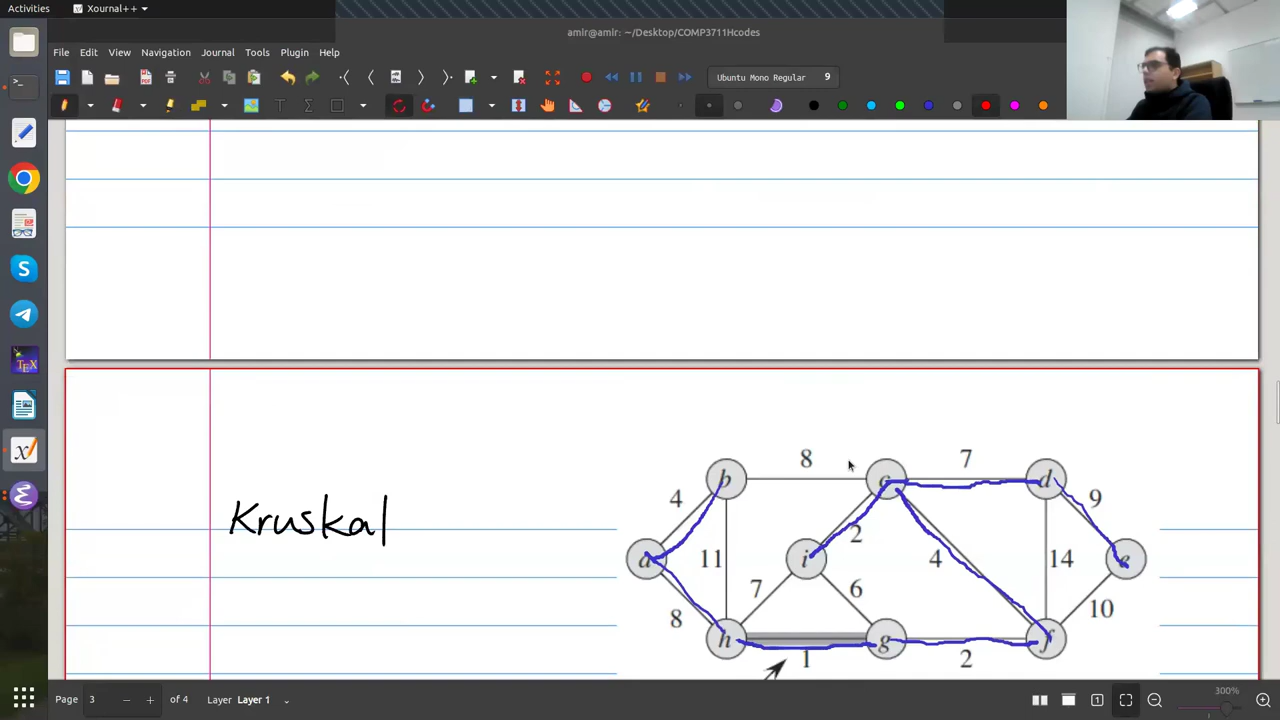 Activities
Xournal++
amir@amir: ~/Desktop/COMP3711Hcodes
File Edit View Navigation Journal Tools Plugin Help
Ubuntu Mono Regular 9
Kruskal
8 7
b c d
4 9
2
a 11 i 4 14 e
7 6
8 10
h g f
1 2
Page 3 of 4 Layer Layer 1
300%